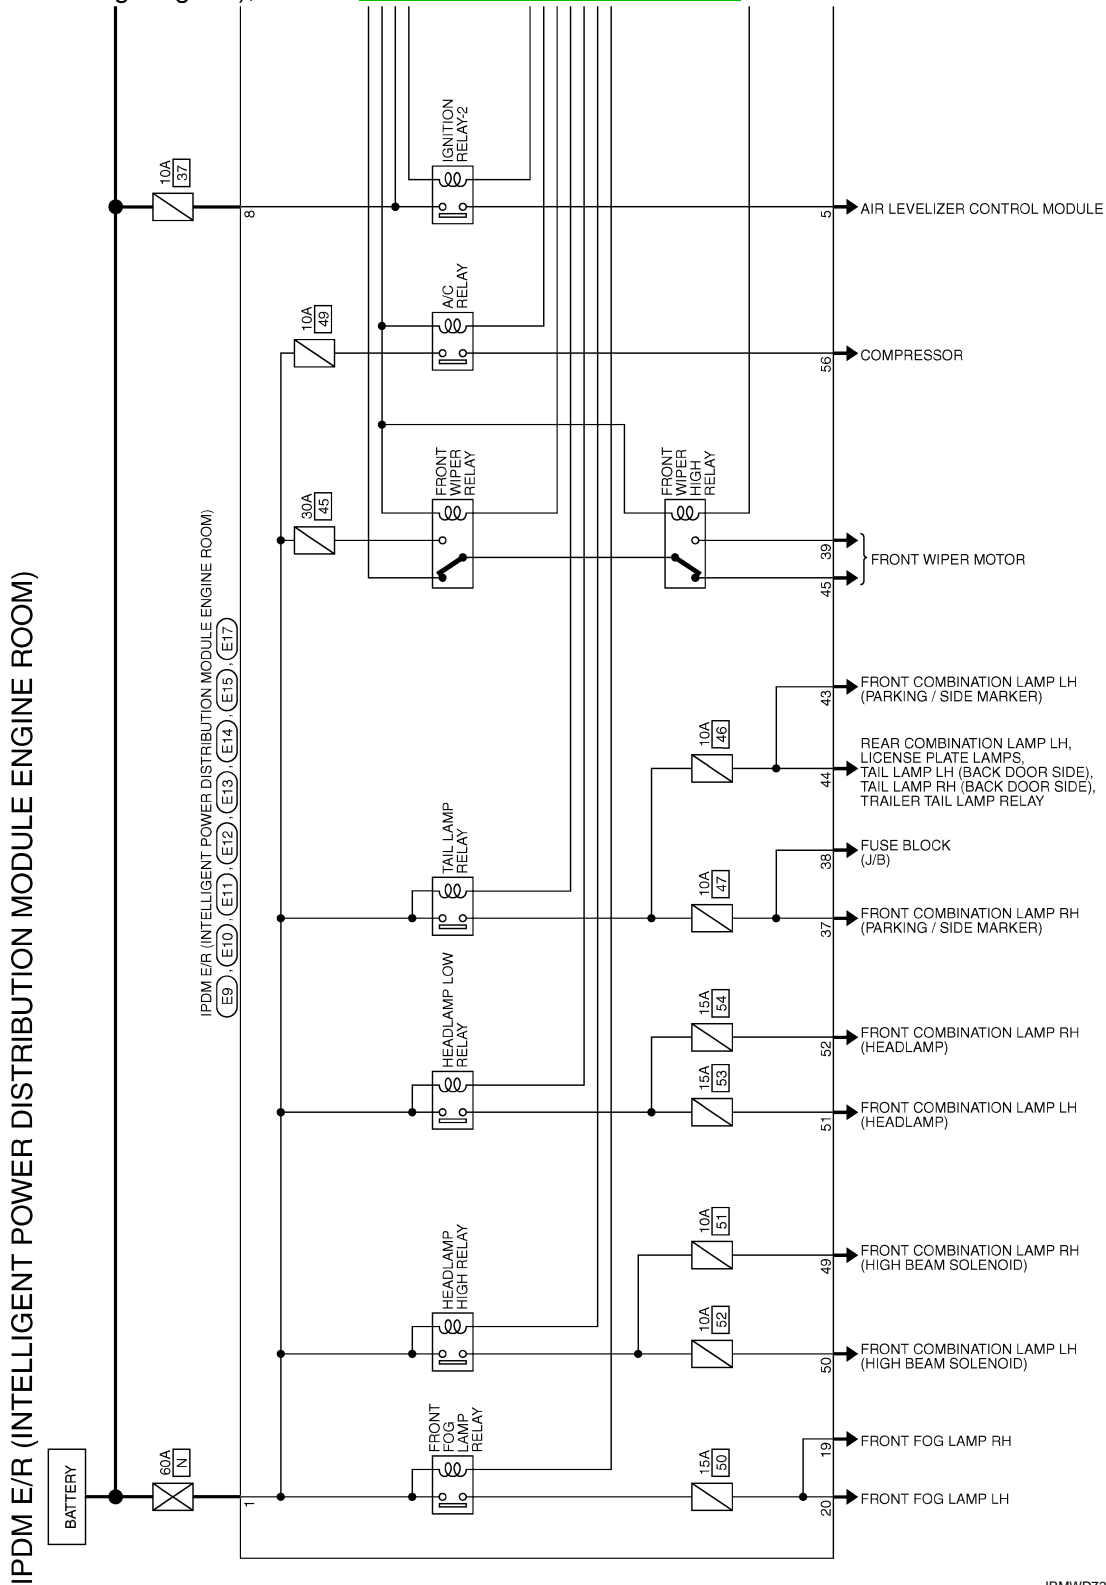 IPDM E/R (INTELLIGENT POWER DISTRIBUTION MODULE ENGINE ROOM)
BATTERY
60A
N
10A
37
IPDM E/R (INTELLIGENT POWER DISTRIBUTION MODULE ENGINE ROOM)
E9 , E10 , E11 , E12 , E13 , E14 , E15 , E17
1
8
10A
49
30A
45
IGNITION
RELAY-2
A/C
RELAY
FRONT
WIPER
RELAY
FRONT
WIPER
HIGH
RELAY
TAIL LAMP
RELAY
HEADLAMP LOW
RELAY
HEADLAMP
HIGH RELAY
FRONT
FOG
LAMP
RELAY
10A
46
10A
47
15A
54
15A
53
10A
51
10A
52
15A
50
5
AIR LEVELIZER CONTROL MODULE
56
COMPRESSOR
39
45
FRONT WIPER MOTOR
43
FRONT COMBINATION LAMP LH
(PARKING / SIDE MARKER)
44
REAR COMBINATION LAMP LH,
LICENSE PLATE LAMPS,
TAIL LAMP LH (BACK DOOR SIDE),
TAIL LAMP RH (BACK DOOR SIDE),
TRAILER TAIL LAMP RELAY
38
FUSE BLOCK
(J/B)
37
FRONT COMBINATION LAMP RH
(PARKING / SIDE MARKER)
52
FRONT COMBINATION LAMP RH
(HEADLAMP)
51
FRONT COMBINATION LAMP LH
(HEADLAMP)
49
FRONT COMBINATION LAMP RH
(HIGH BEAM SOLENOID)
50
FRONT COMBINATION LAMP LH
(HIGH BEAM SOLENOID)
19
FRONT FOG LAMP RH
20
FRONT FOG LAMP LH